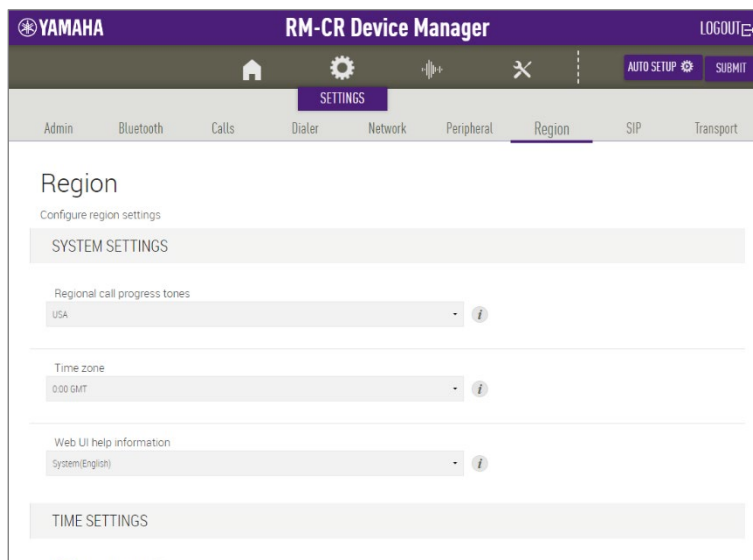 YAMAHA
RM-CR Device Manager
LOGOUT
AUTO SETUP
SUBMIT
SETTINGS
Admin Bluetooth Calls Dialer Network Peripheral Region SIP Transport
Region
Configure region settings
SYSTEM SETTINGS
Regional call progress tones
USA
i
Time zone
0:00 GMT
i
Web UI help information
System(English)
i
TIME SETTINGS